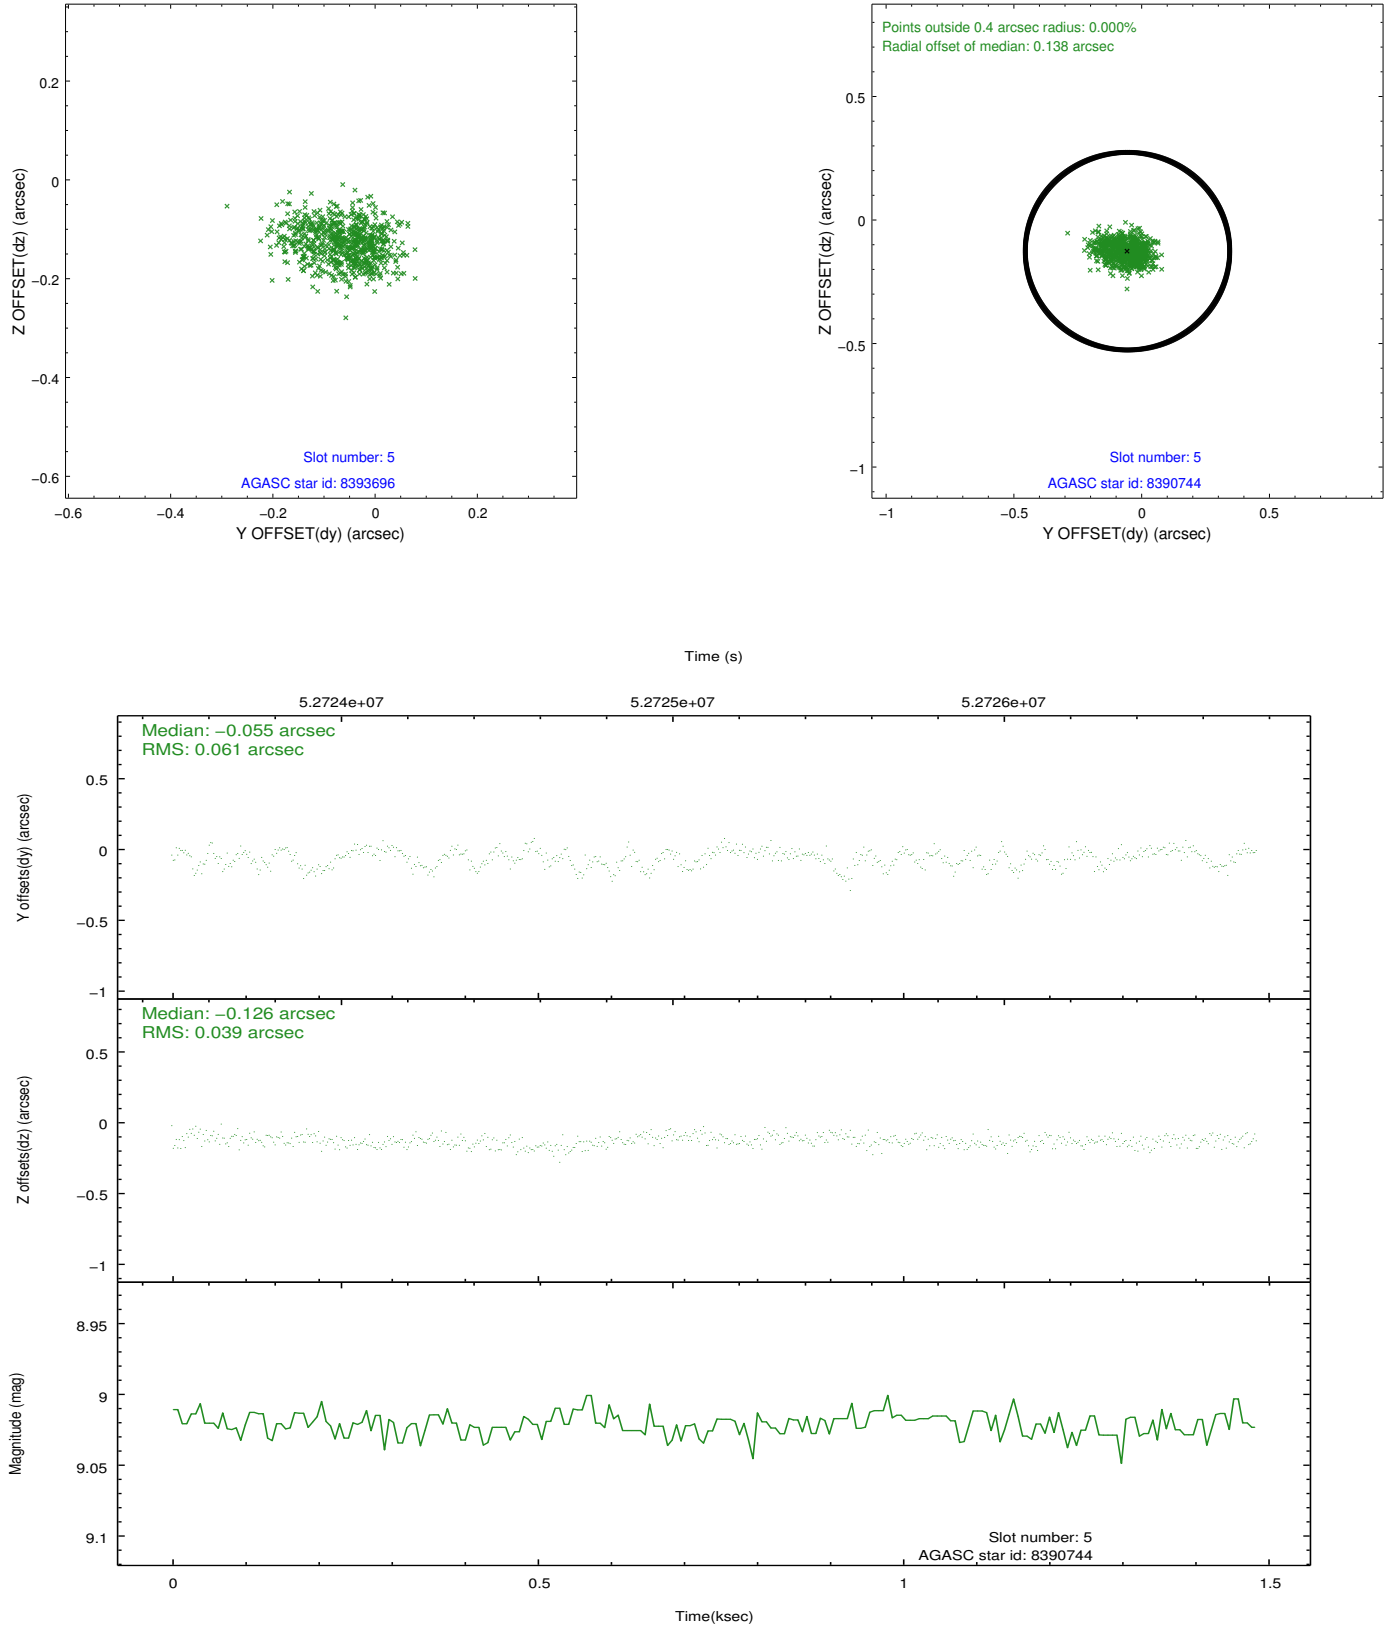 0.2
0
−0.2
−0.4
−0.6
−0.6
−0.4
−0.2
0
0.2
Z OFFSET(dz) (arcsec)
Y OFFSET(dy) (arcsec)
Slot number: 5
AGASC star id: 8393696
Points outside 0.4 arcsec radius: 0.000%
Radial offset of median: 0.138 arcsec
0.5
0
−0.5
−1
−1
−0.5
0
0.5
Z OFFSET(dz) (arcsec)
Y OFFSET(dy) (arcsec)
Slot number: 5
AGASC star id: 8390744
Time (s)
5.2724e+07
5.2725e+07
5.2726e+07
Median: −0.055 arcsec
RMS: 0.061 arcsec
0.5
0
−0.5
−1
Y offsets(dy) (arcsec)
Median: −0.126 arcsec
RMS: 0.039 arcsec
0.5
0
−0.5
−1
Z offsets(dz) (arcsec)
8.95
9
9.05
9.1
Magnitude (mag)
Slot number: 5
AGASC star id: 8390744
0
0.5
1
1.5
Time(ksec)